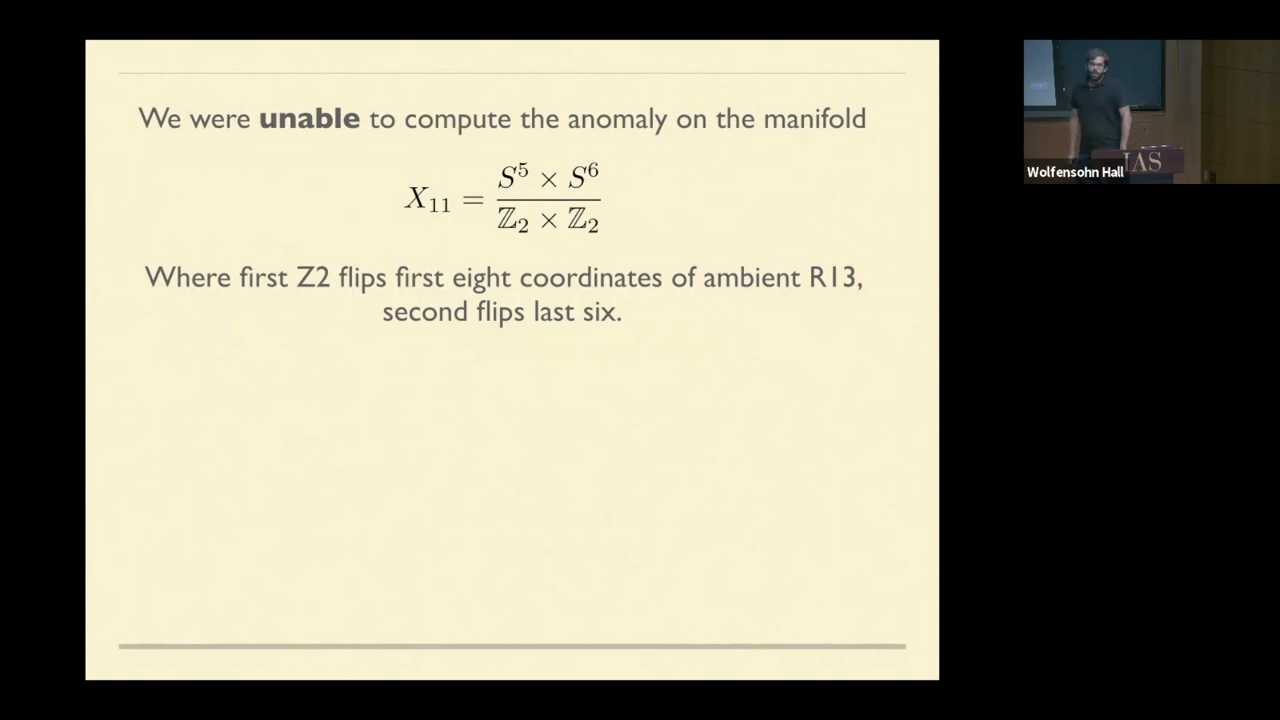 We were unable to compute the anomaly on the manifold
X₁₁ = (S⁵ × S⁶) / (ℤ₂ × ℤ₂)
Where first Z2 flips first eight coordinates of ambient R13,
second flips last six.
IAS
Wolfensohn Hall